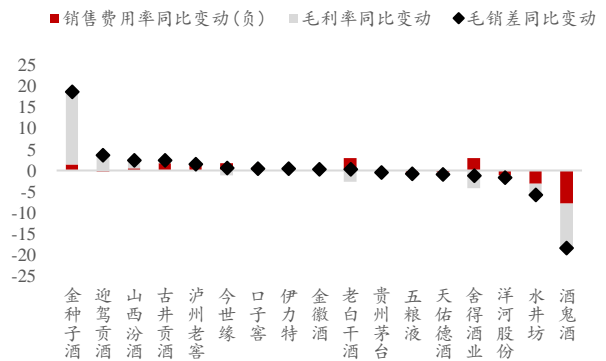 销售费用率同比变动(负) 毛利率同比变动 毛销差同比变动
25
20
15
10
5
0
-5
-10
-15
-20
-25
金种子酒
迎驾贡酒
山西汾酒
古井贡酒
泸州老窖
今世缘
口子窖
伊力特
金徽酒
老白干酒
贵州茅台
五粮液
天佑德酒
舍得酒业
洋河股份
水井坊
酒鬼酒